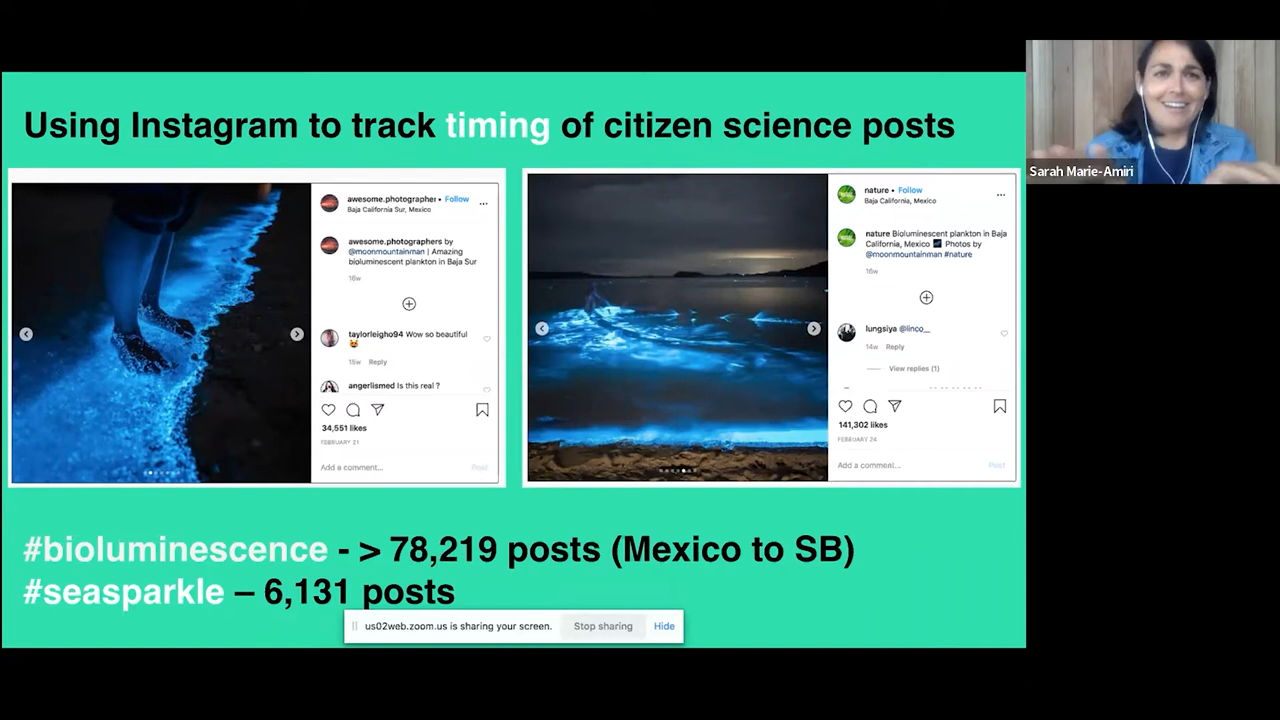 Using Instagram to track timing of citizen science posts
Sarah Marie-Amiri
awesome.photographer • Follow
Baja California Sur, Mexico
awesome.photographers by
@moonmountainman | Amazing
bioluminescent plankton in Baja Sur
16w
taylorleigho94 Wow so beautiful
15w Reply
angerlismed Is this real ?
34,551 likes
FEBRUARY 21
Add a comment... Post
nature • Follow
Baja California, Mexico
nature Bioluminescent plankton in Baja
California, Mexico Photos by
@moonmountainman #nature
16w
lungsiya @linco__
14w Reply
View replies (1)
141,302 likes
FEBRUARY 24
Add a comment... Post
#bioluminescence - > 78,219 posts (Mexico to SB)
#seasparkle – 6,131 posts
us02web.zoom.us is sharing your screen. Stop sharing Hide